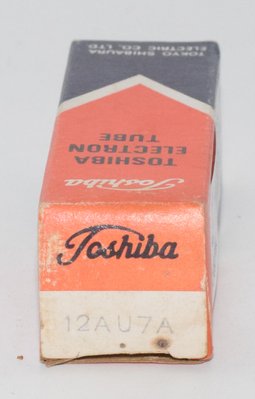 TOKYO SHIBAURA
ELECTRIC CO., LTD.
Toshiba
ELECTRON
TUBE
TOSHIBA
Toshiba
12AU7A